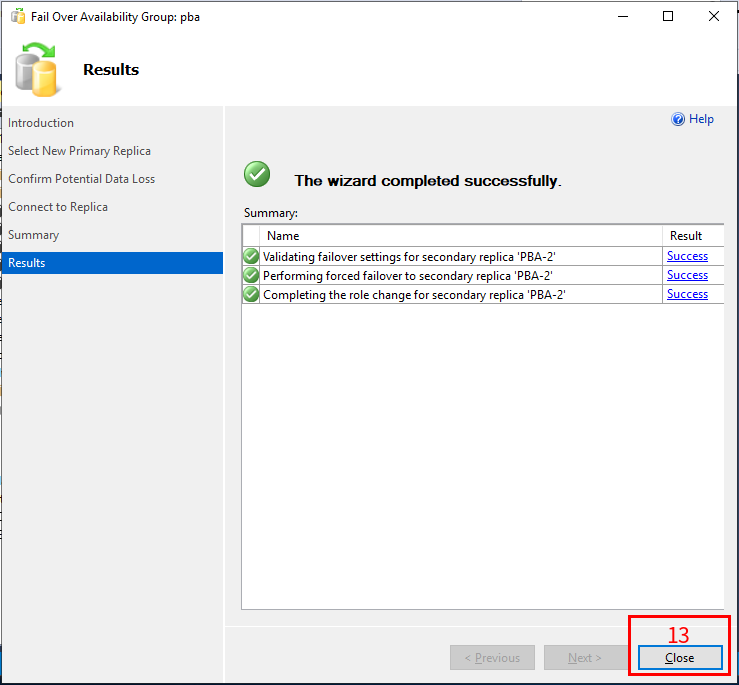 Fail Over Availability Group: pba
Results
Introduction
Select New Primary Replica
Confirm Potential Data Loss
Connect to Replica
Summary
Results
Help
The wizard completed successfully.
Summary:
Name Result
Validating failover settings for secondary replica 'PBA-2' Success
Performing forced failover to secondary replica 'PBA-2' Success
Completing the role change for secondary replica 'PBA-2' Success
13
< Previous Next > Close